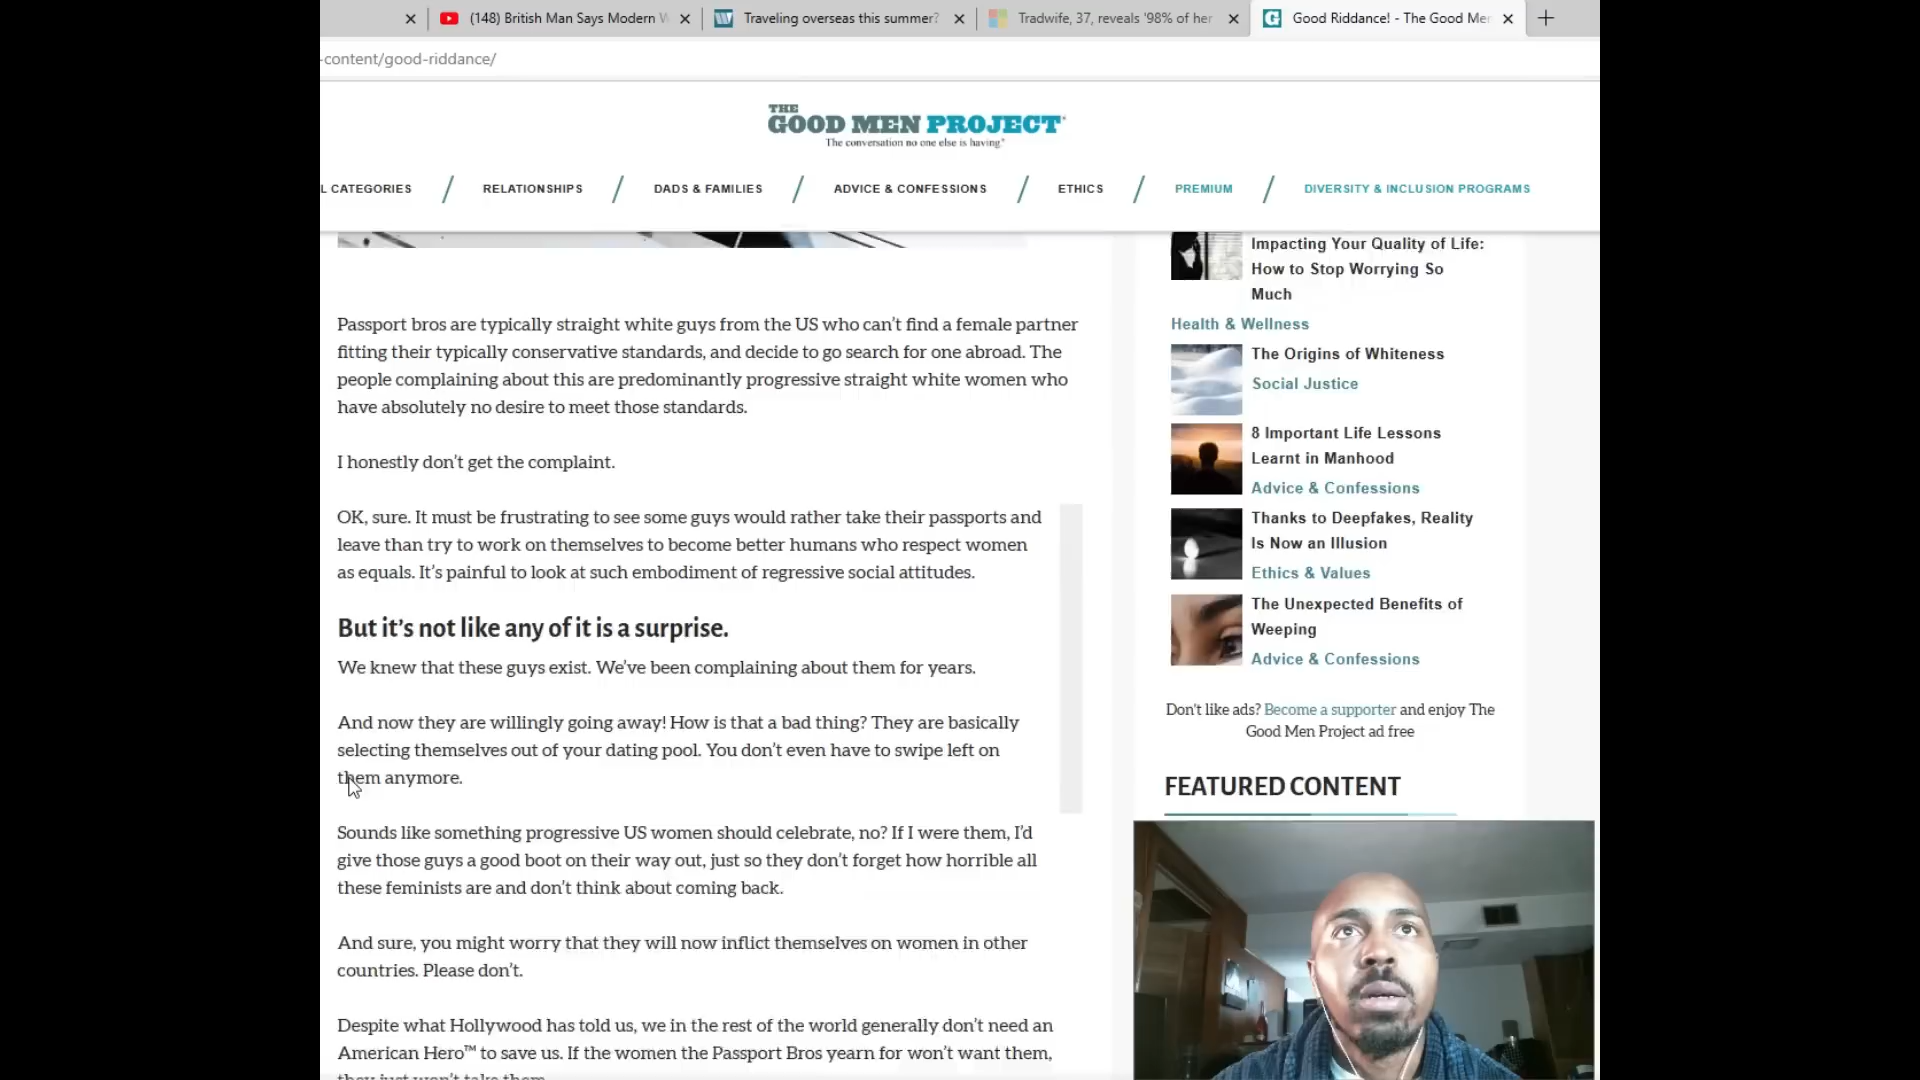 (148) British Man Says Modern W
Traveling overseas this summer?
Tradwife, 37, reveals '98% of her
Good Riddance! - The Good Mer
-content/good-riddance/
THE
GOOD MEN PROJECT
"The conversation no one else is having"
L CATEGORIES
RELATIONSHIPS
DADS & FAMILIES
ADVICE & CONFESSIONS
ETHICS
PREMIUM
DIVERSITY & INCLUSION PROGRAMS
Passport bros are typically straight white guys from the US who can't find a female partner
fitting their typically conservative standards, and decide to go search for one abroad. The
people complaining about this are predominantly progressive straight white women who
have absolutely no desire to meet those standards.
I honestly don't get the complaint.
OK, sure. It must be frustrating to see some guys would rather take their passports and
leave than try to work on themselves to become better humans who respect women
as equals. It's painful to look at such embodiment of regressive social attitudes.
But it's not like any of it is a surprise.
We knew that these guys exist. We've been complaining about them for years.
And now they are willingly going away! How is that a bad thing? They are basically
selecting themselves out of your dating pool. You don't even have to swipe left on
them anymore.
Sounds like something progressive US women should celebrate, no? If I were them, I'd
give those guys a good boot on their way out, just so they don't forget how horrible all
these feminists are and don't think about coming back.
And sure, you might worry that they will now inflict themselves on women in other
countries. Please don't.
Despite what Hollywood has told us, we in the rest of the world generally don't need an
American Hero™ to save us. If the women the Passport Bros yearn for won't want them,
they just won't take them
Impacting Your Quality of Life:
How to Stop Worrying So
Much
Health & Wellness
The Origins of Whiteness
Social Justice
8 Important Life Lessons
Learnt in Manhood
Advice & Confessions
Thanks to Deepfakes, Reality
Is Now an Illusion
Ethics & Values
The Unexpected Benefits of
Weeping
Advice & Confessions
Don't like ads? Become a supporter and enjoy The
Good Men Project ad free
FEATURED CONTENT